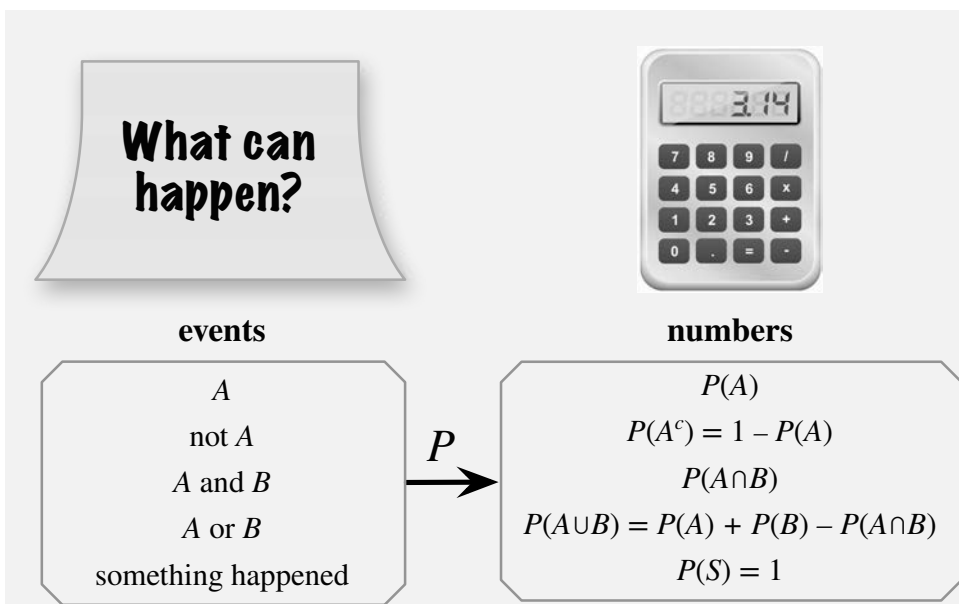 What can
happen?
3.14
7 8 9 /
4 5 6 x
1 2 3 +
0 . = -
events
numbers
A
not A
A and B
A or B
something happened
P
P(A)
P(Aᶜ) = 1 – P(A)
P(A∩B)
P(A∪B) = P(A) + P(B) – P(A∩B)
P(S) = 1